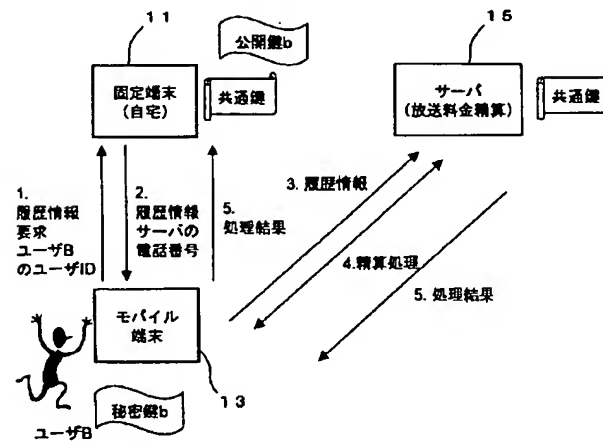 11
公開鍵b
固定端末
(自宅)
共通鍵
15
サーバ
(放送料金精算)
共通鍵
1.
履歴情報
要求
ユーザB
のユーザID
2.
履歴情報
サーバの
電話番号
5.
処理結果
3. 履歴情報
4.精算処理
5. 処理結果
モバイル
端末
13
秘密鍵b
ユーザB